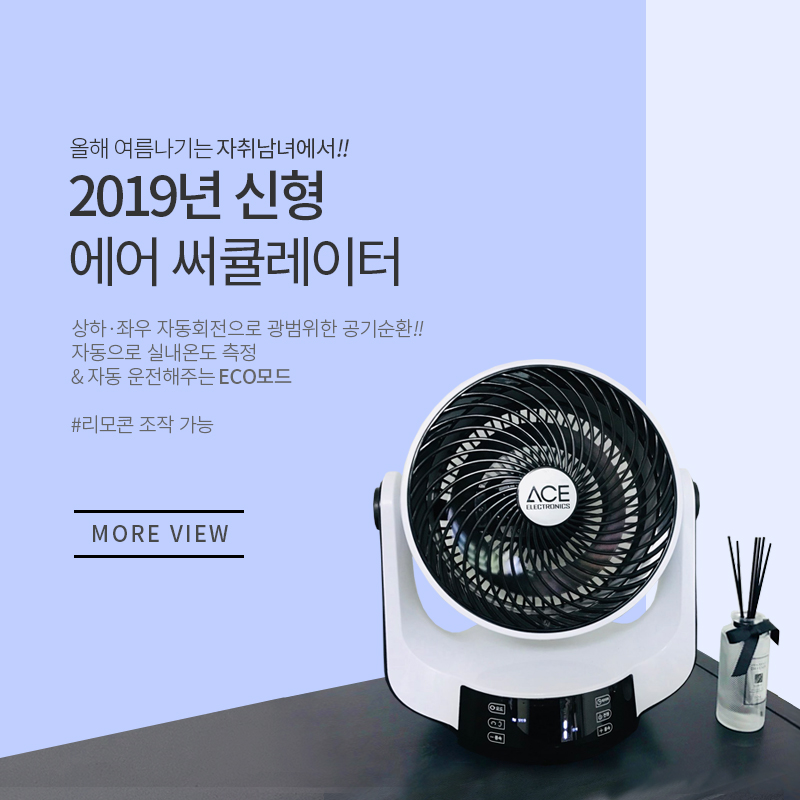 올해 여름나기는 자취남녀에서!!
2019년 신형
에어 써큘레이터
상하·좌우 자동회전으로 광범위한 공기순환!!
자동으로 실내온도 측정
& 자동 운전해주는 ECO모드
#리모콘 조작 가능
MORE VIEW
ACE
ELECTRONICS